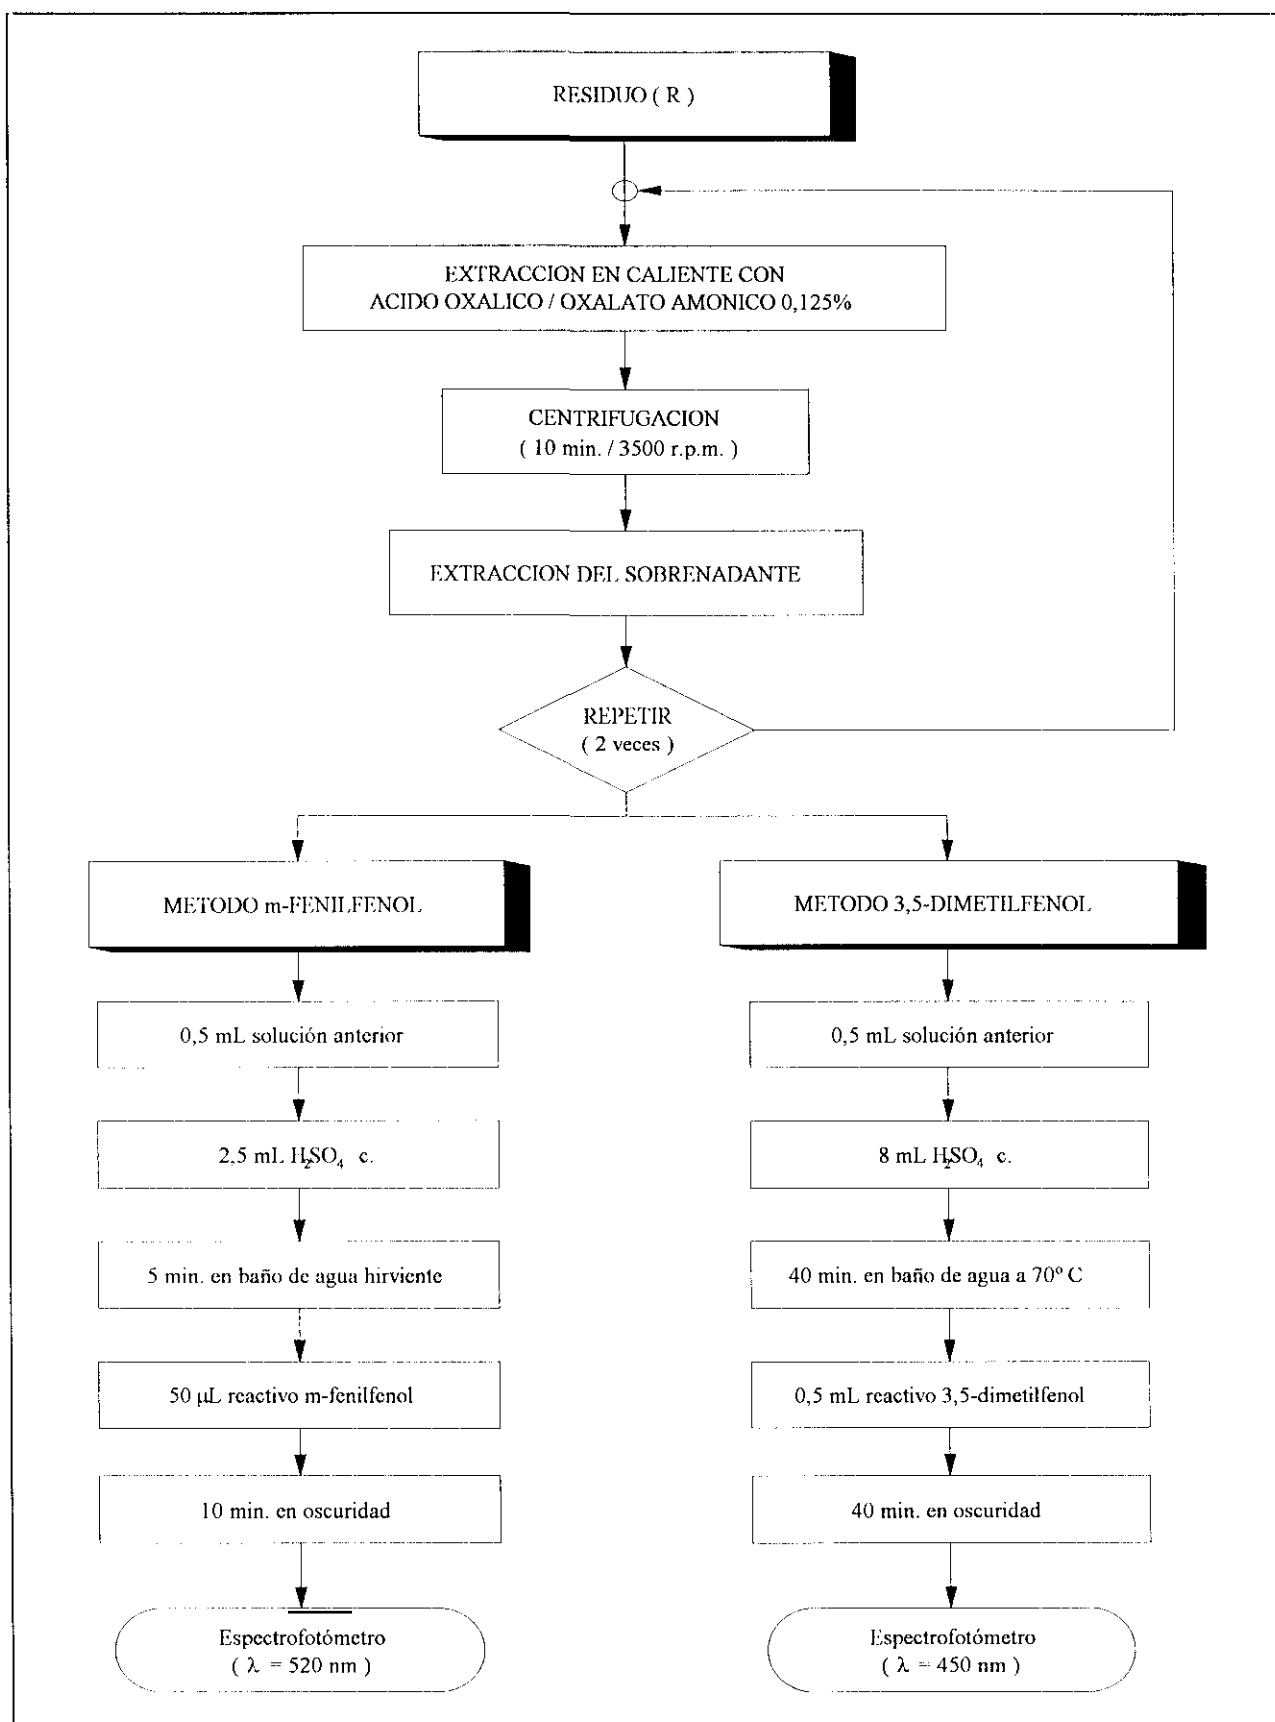 RESIDUO ( R )
EXTRACCION EN CALIENTE CON
ACIDO OXALICO / OXALATO AMONICO 0,125%
CENTRIFUGACION
( 10 min. / 3500 r.p.m. )
EXTRACCION DEL SOBRENADANTE
REPETIR
( 2 veces )
METODO m-FENILFENOL
0,5 mL solución anterior
2,5 mL H₂SO₄ c.
5 min. en baño de agua hirviente
50 µL reactivo m-fenilfenol
10 min. en oscuridad
Espectrofotómetro
( λ = 520 nm )
METODO 3,5-DIMETILFENOL
0,5 mL solución anterior
8 mL H₂SO₄ c.
40 min. en baño de agua a 70º C
0,5 mL reactivo 3,5-dimetilfenol
40 min. en oscuridad
Espectrofotómetro
( λ = 450 nm )